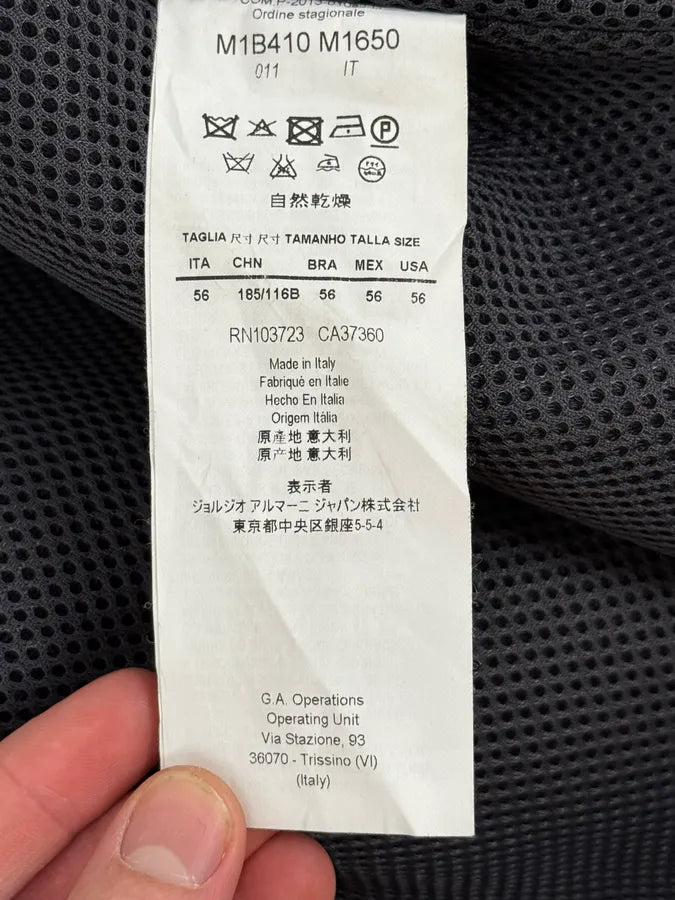 Ordine stagionale
M1B410 M1650
011 IT
自然乾燥
TAGLIA 尺寸 尺寸 TAMANHO TALLA SIZE
ITA CHN BRA MEX USA
56 185/116B 56 56 56
RN103723 CA37360
Made in Italy
Fabriqué en Italie
Hecho En Italia
Origem Itália
原產地 意大利
原产地 意大利
表示者
ジョルジオ アルマーニ ジャパン株式会社
東京都中央区銀座5-5-4
G.A. Operations
Operating Unit
Via Stazione, 93
36070 - Trissino (VI)
(Italy)